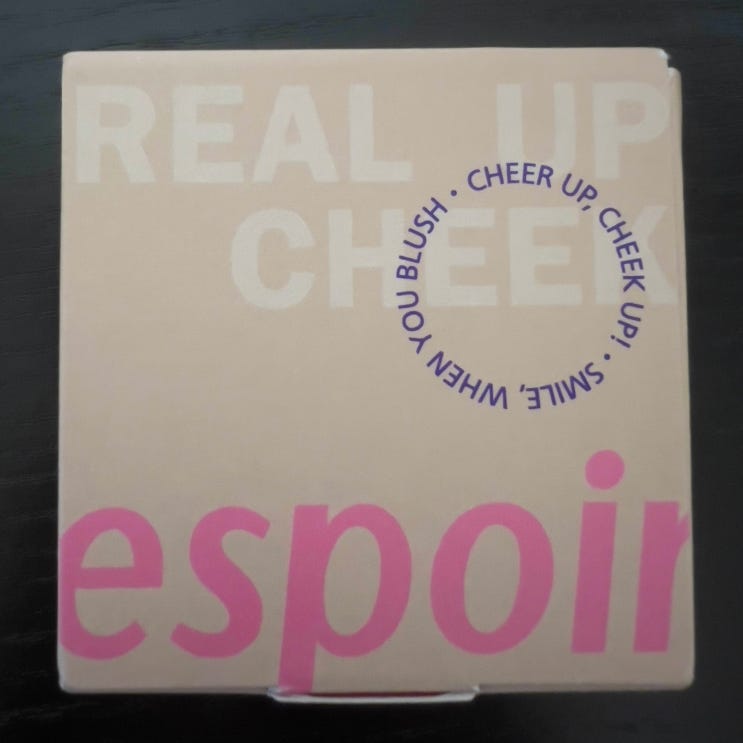 REAL UP
CHEEK
CHEER UP, CHEEK UP! • SMILE, WHEN YOU BLUSH •
espoir